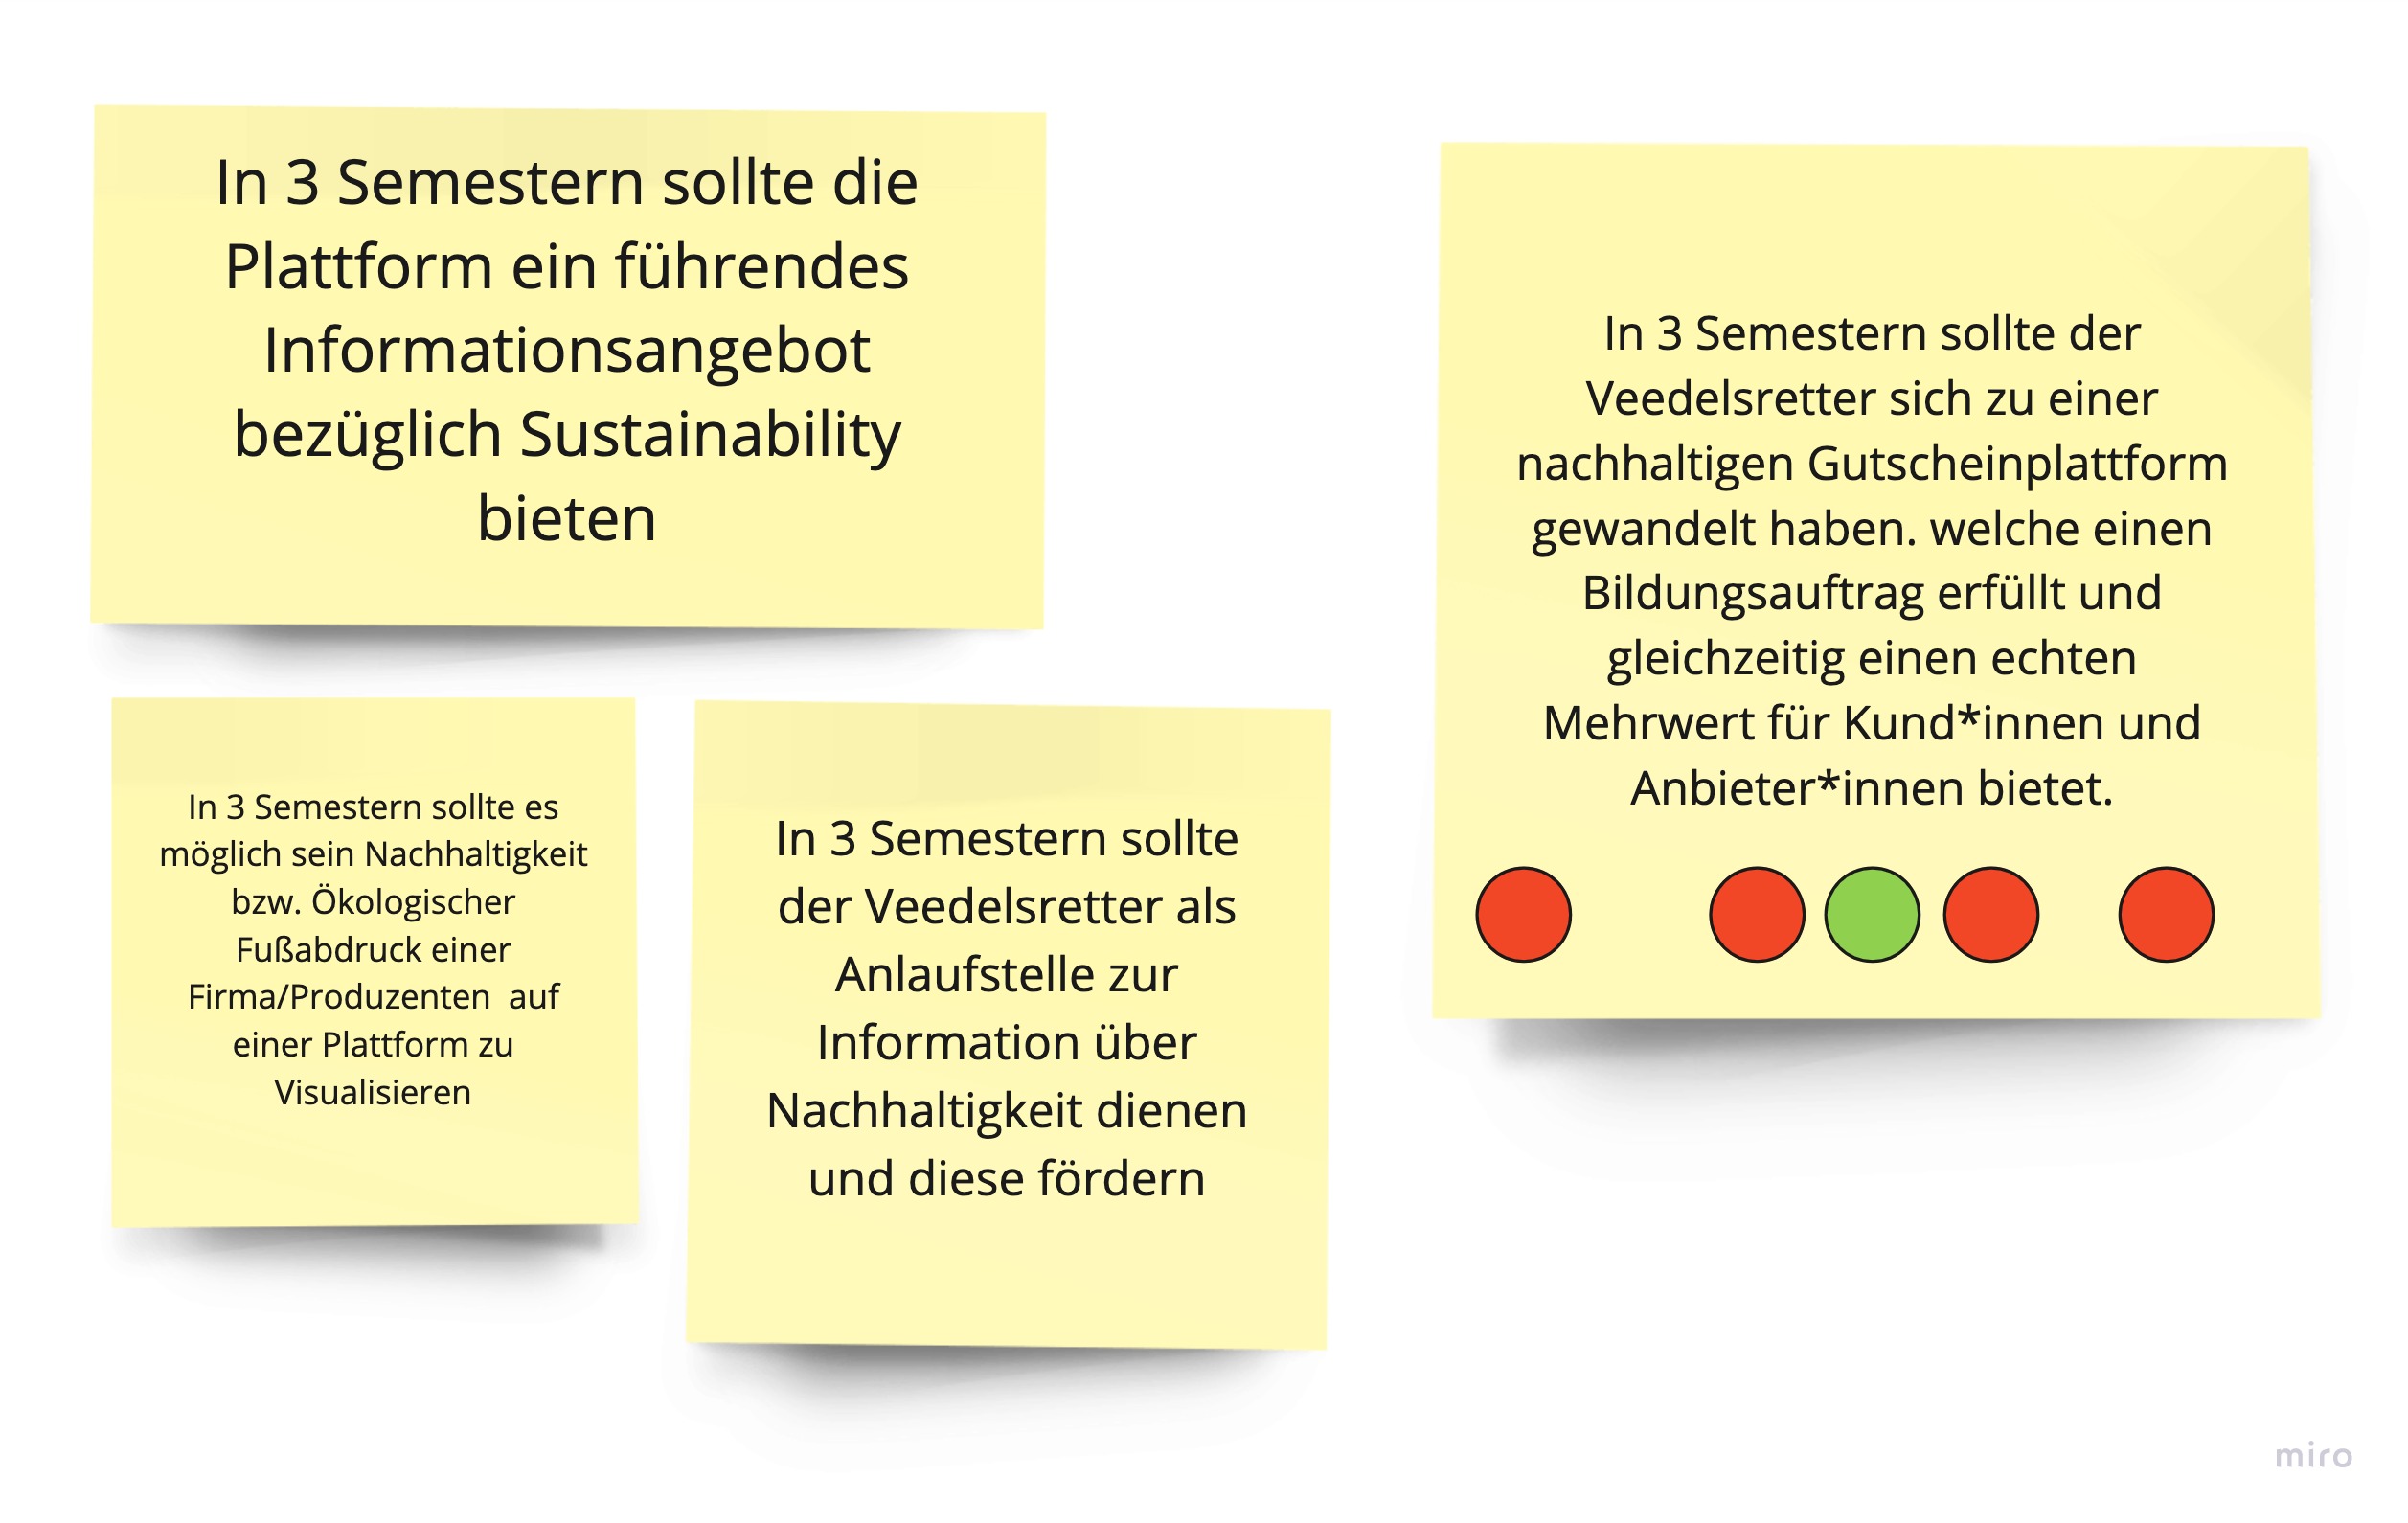 In 3 Semestern sollte die
Plattform ein führendes
Informationsangebot
bezüglich Sustainability
bieten
In 3 Semestern sollte es
möglich sein Nachhaltigkeit
bzw. Ökologischer
Fußabdruck einer
Firma/Produzenten  auf
einer Plattform zu
Visualisieren
In 3 Semestern sollte
der Veedelsretter als
Anlaufstelle zur
Information über
Nachhaltigkeit dienen
und diese fördern
In 3 Semestern sollte der
Veedelsretter sich zu einer
nachhaltigen Gutscheinplattform
gewandelt haben. welche einen
Bildungsauftrag erfüllt und
gleichzeitig einen echten
Mehrwert für Kund*innen und
Anbieter*innen bietet.
miro